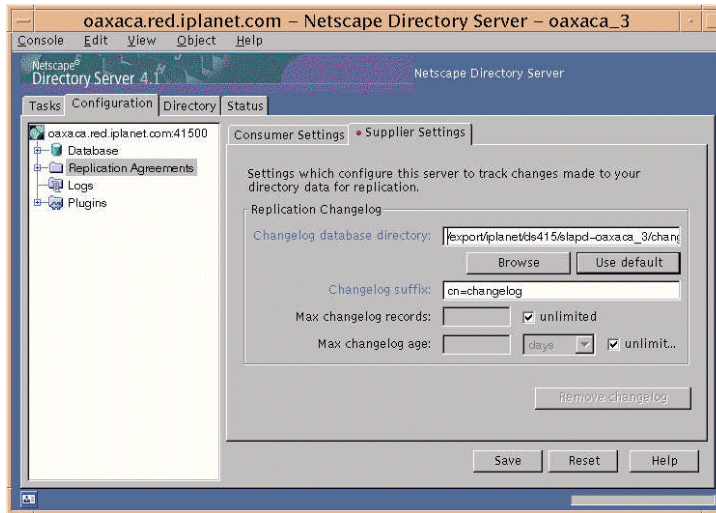 oaxaca.red.iplanet.com – Netscape Directory Server – oaxaca_3
Console Edit View Object Help
Netscape®
Directory Server 4.1
Netscape Directory Server
Tasks Configuration Directory Status
oaxaca.red.iplanet.com:41500
Database
Replication Agreements
Logs
Plugins
Consumer Settings Supplier Settings
Settings which configure this server to track changes made to your
directory data for replication.
Replication Changelog
Changelog database directory: /export/iplanet/ds415/slapd-oaxaca_3/chang
Browse Use default
Changelog suffix: cn=changelog
Max changelog records: unlimited
Max changelog age: days unlimit...
Remove changelog
Save Reset Help